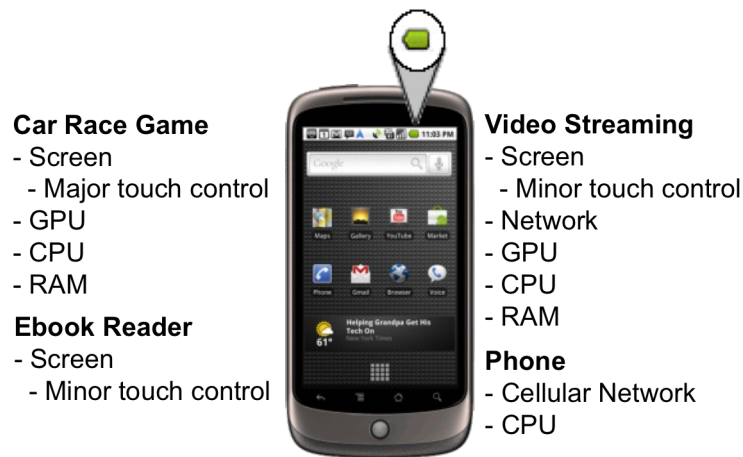 Car Race Game
- Screen
- Major touch control
- GPU
- CPU
- RAM
Ebook Reader
- Screen
- Minor touch control
11:03 PM
Google
Maps Gallery YouTube Market
Phone Gmail Browser Voice
61°
Helping Grandpa Get His
Tech On
New York Times
Video Streaming
- Screen
- Minor touch control
- Network
- GPU
- CPU
- RAM
Phone
- Cellular Network
- CPU